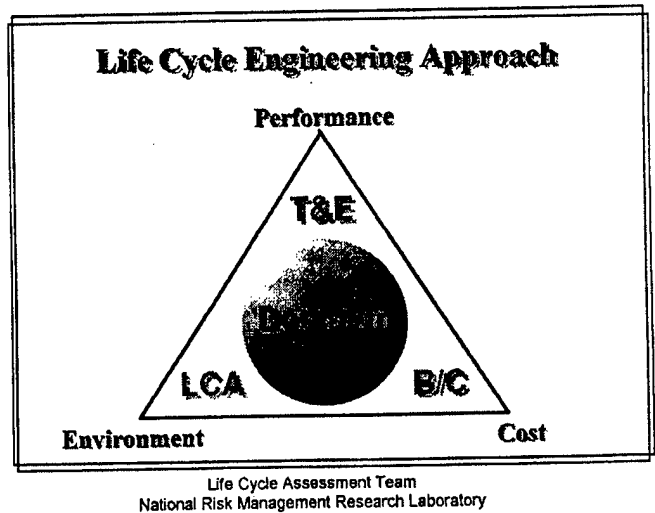 Life Cycle Engineering Approach
Performance
T&E
LCA
B/C
Environment
Cost
Life Cycle Assessment Team
National Risk Management Research Laboratory